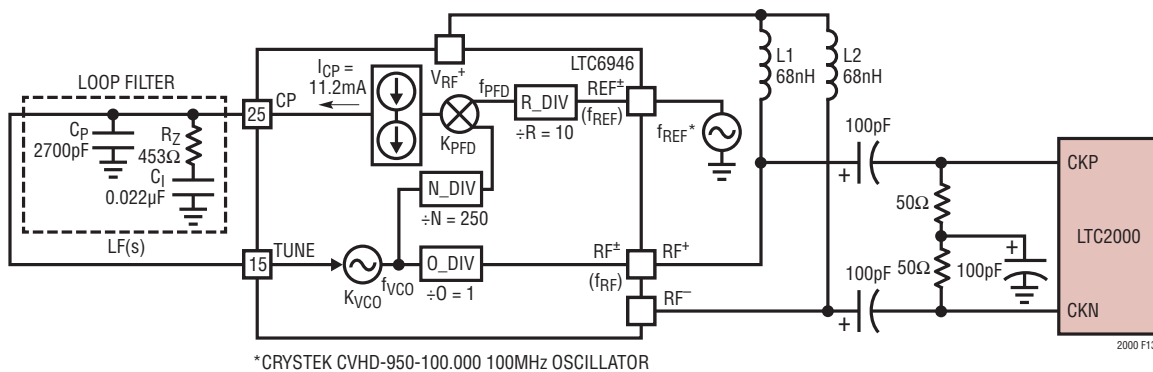 LOOP FILTER
C_P
2700pF
R_Z
453Ω
C_I
0.022µF
LF(s)
25
CP
I_CP =
11.2mA
V_RF⁺
LTC6946
f_PFD
R_DIV
÷R = 10
REF±
(f_REF)
K_PFD
N_DIV
÷N = 250
15
TUNE
K_VCO
f_VCO
O_DIV
÷O = 1
RF±
(f_RF)
RF⁺
RF⁻
f_REF*
L1
68nH
L2
68nH
100pF
+
50Ω
50Ω
+
100pF
100pF
+
CKP
LTC2000
CKN
2000 F13
*CRYSTEK CVHD-950-100.000 100MHz OSCILLATOR